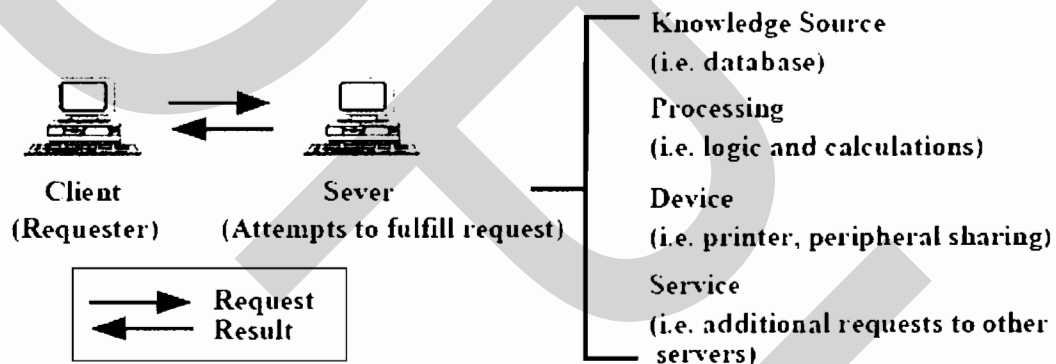 Client
(Requester)
Sever
(Attempts to fulfill request)
Request
Result
Knowledge Source
(i.e. database)
Processing
(i.e. logic and calculations)
Device
(i.e. printer, peripheral sharing)
Service
(i.e. additional requests to other
servers)